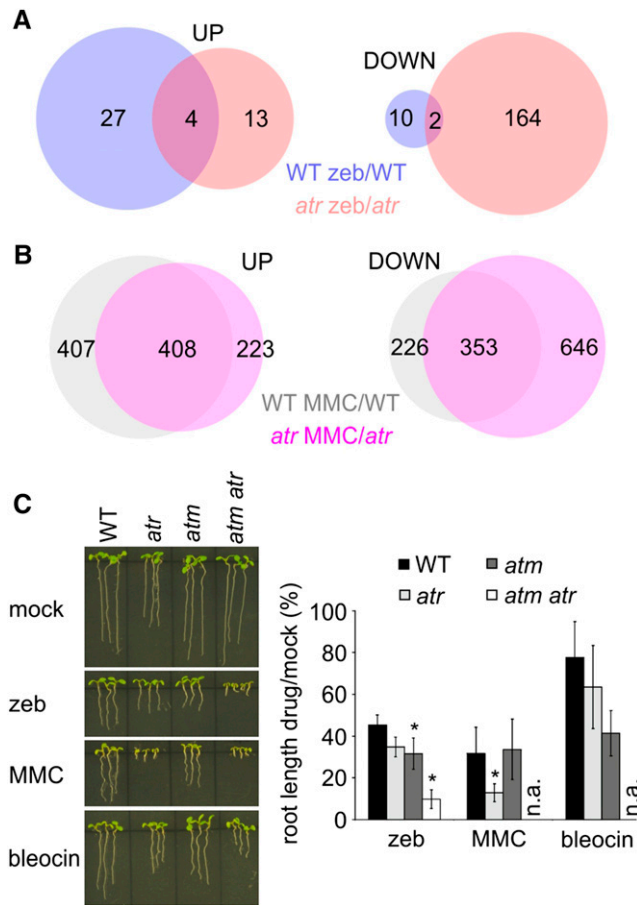 A
UP
27 4 13
DOWN
10 2 164
WT zeb/WT
atr zeb/atr
B
UP
407 408 223
DOWN
226 353 646
WT MMC/WT
atr MMC/atr
C
WT atr atm atm atr
mock
zeb
MMC
bleocin
WT atm
atr atm atr
root length drug/mock (%)
100
80
60
40
20
0
* *
*
n.a.
n.a.
zeb MMC bleocin